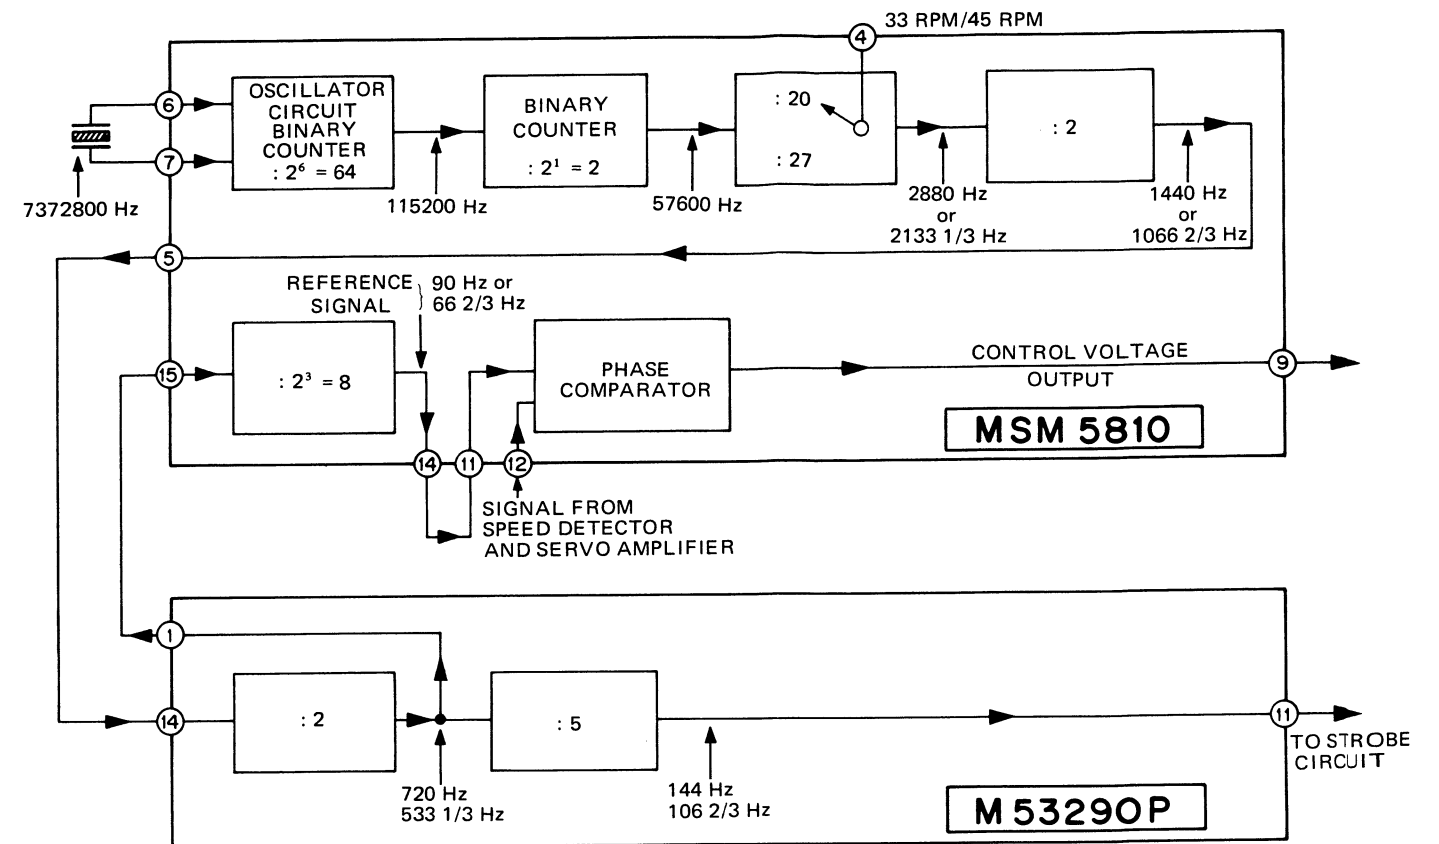 33 RPM/45 RPM
4
6
7
OSCILLATOR
CIRCUIT
BINARY
COUNTER
: 2⁶ = 64
BINARY
COUNTER
: 2¹ = 2
: 20
: 27
: 2
7372800 Hz
115200 Hz
57600 Hz
2880 Hz
or
2133 1/3 Hz
1440 Hz
or
1066 2/3 Hz
5
REFERENCE
SIGNAL
90 Hz or
66 2/3 Hz
15
: 2³ = 8
PHASE
COMPARATOR
CONTROL VOLTAGE
OUTPUT
9
MSM 5810
14
11
12
SIGNAL FROM
SPEED DETECTOR
AND SERVO AMPLIFIER
1
14
: 2
: 5
11
TO STROBE
CIRCUIT
720 Hz
533 1/3 Hz
144 Hz
106 2/3 Hz
M 53290P